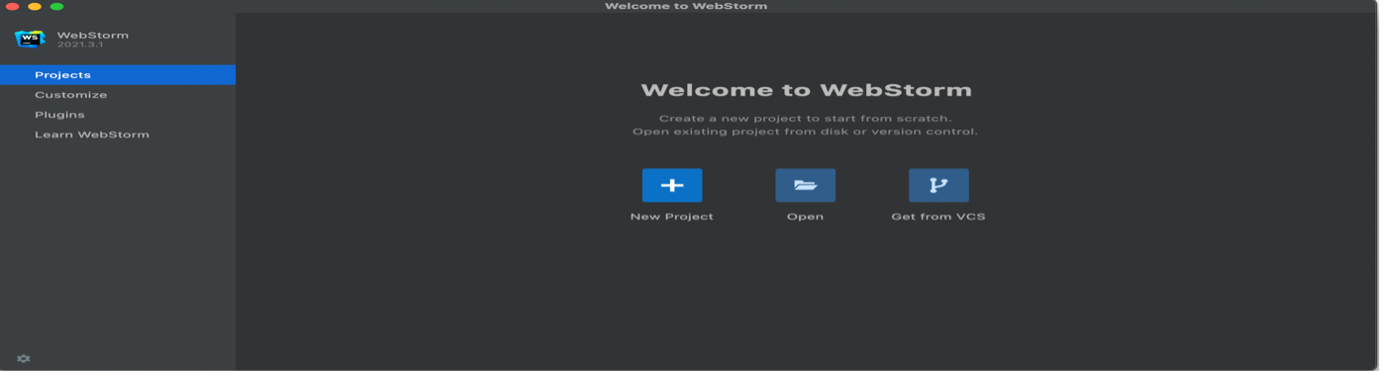 Welcome to WebStorm
WS
WebStorm
2021.3.1
Projects
Customize
Plugins
Learn WebStorm
Welcome to WebStorm
Create a new project to start from scratch.
Open existing project from disk or version control.
New Project
Open
Get from VCS